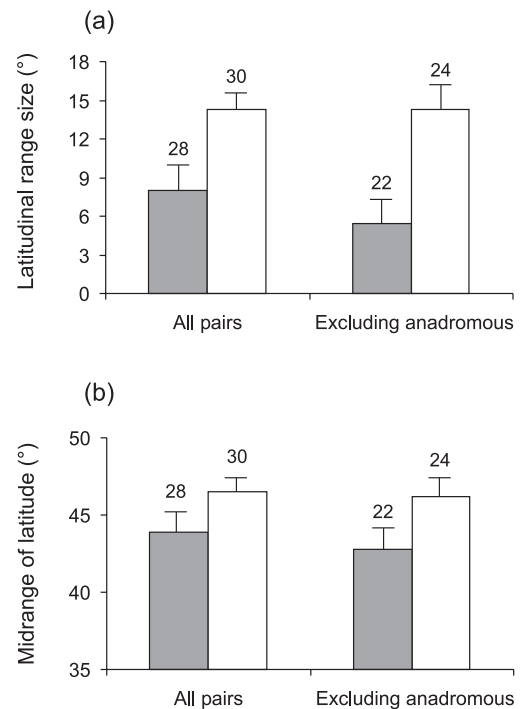 (a)
Latitudinal range size (°)
18
15
12
9
6
3
0
28
30
22
24
All pairs
Excluding anadromous
(b)
Midrange of latitude (°)
50
45
40
35
28
30
22
24
All pairs
Excluding anadromous